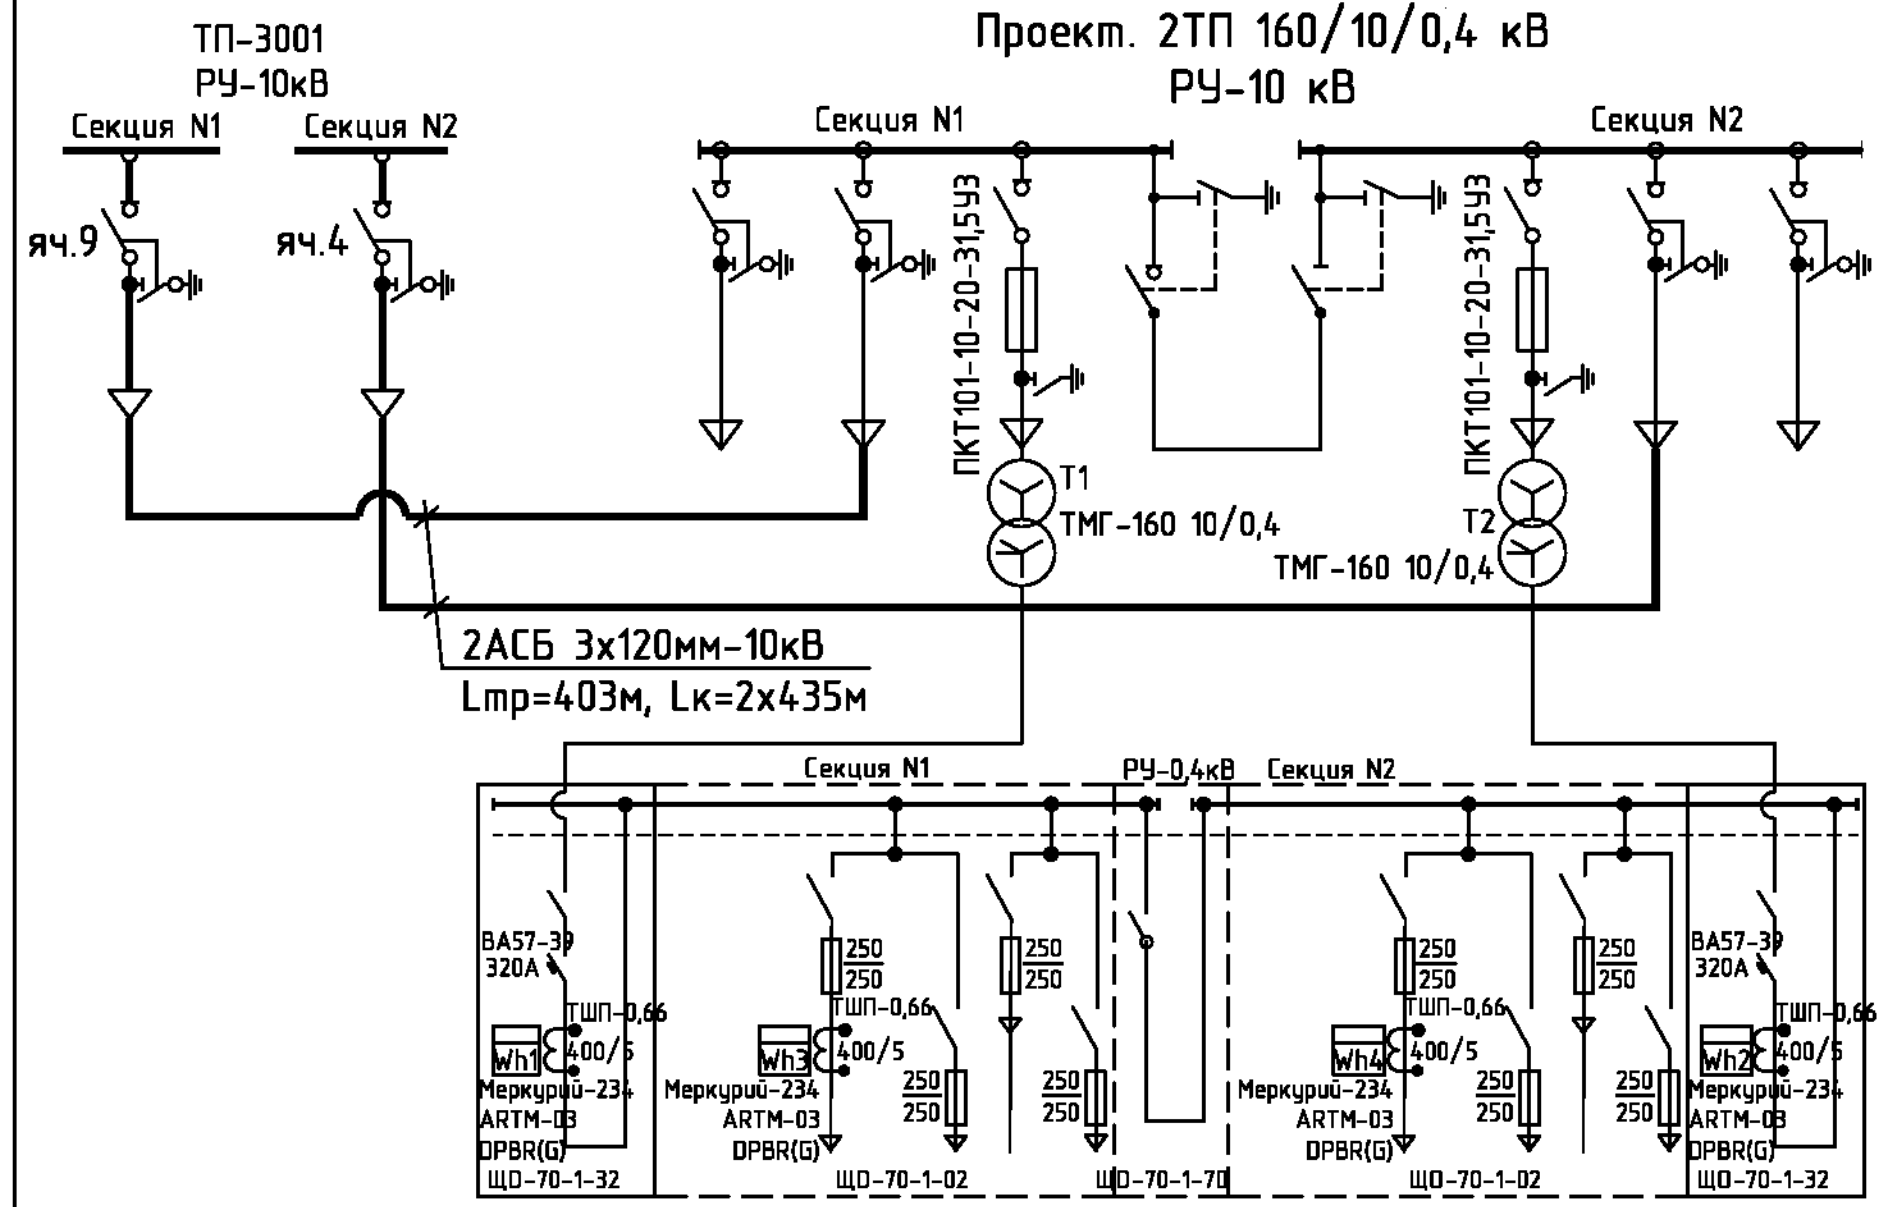 ТП-3001
РУ-10кВ
Секция N1
Секция N2
яч.9
яч.4
Проект. 2ТП 160/10/0,4 кВ
РУ-10 кВ
Секция N1
Секция N2
ПКТ101-10-20-31,5УЗ
ПКТ101-10-20-31,5УЗ
Т1
ТМГ-160 10/0,4
Т2
ТМГ-160 10/0,4
2АСБ 3х120мм-10кВ
Lтр=403м, Lк=2х435м
Секция N1
РУ-0,4кВ
Секция N2
ВА57-39
320А
ТШП-0,66
Wh1
400/5
Меркурий-234
ARTM-03
DPBR(G)
ЩО-70-1-32
250
250
ТШП-0,66
Wh3
400/5
Меркурий-234
ARTM-03
DPBR(G)
250
250
250
250
250
250
ЩО-70-1-02
ЩО-70-1-70
250
250
ТШП-0,66
Wh4
400/5
Меркурий-234
ARTM-03
DPBR(G)
250
250
250
250
250
250
ЩО-70-1-02
ВА57-39
320А
ТШП-0,66
Wh2
400/5
Меркурий-234
ARTM-03
DPBR(G)
ЩО-70-1-32